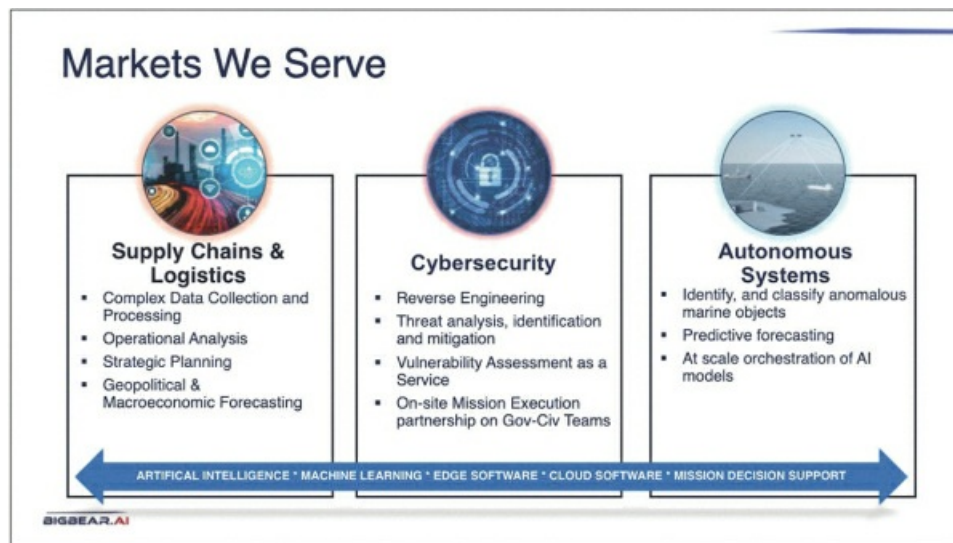 Markets We Serve
Supply Chains &
Logistics
▪ Complex Data Collection and
Processing
▪ Operational Analysis
▪ Strategic Planning
▪ Geopolitical &
Macroeconomic Forecasting
Cybersecurity
▪ Reverse Engineering
▪ Threat analysis, identification
and mitigation
▪ Vulnerability Assessment as a
Service
▪ On-site Mission Execution
partnership on Gov-Civ Teams
Autonomous
Systems
▪ Identify, and classify anomalous
marine objects
▪ Predictive forecasting
▪ At scale orchestration of AI
models
ARTIFICAL INTELLIGENCE * MACHINE LEARNING * EDGE SOFTWARE * CLOUD SOFTWARE * MISSION DECISION SUPPORT
BIGBEAR.AI